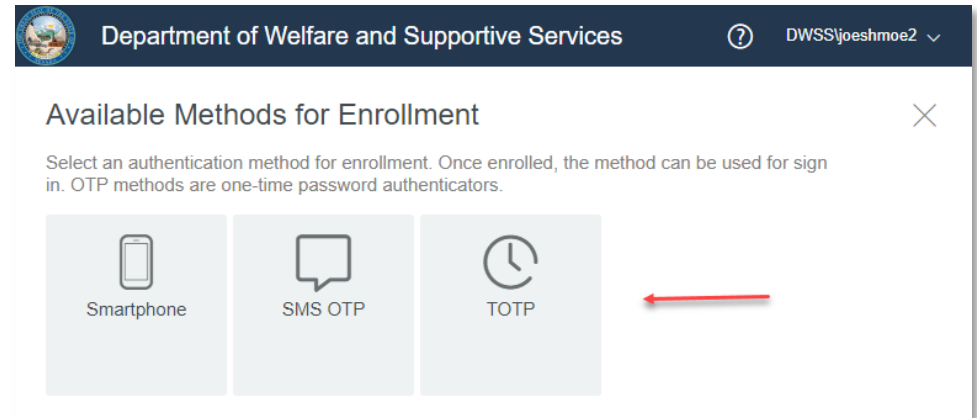 Department of Welfare and Supportive Services
? DWSS\joeshmoe2
Available Methods for Enrollment
Select an authentication method for enrollment. Once enrolled, the method can be used for sign
in. OTP methods are one-time password authenticators.
Smartphone SMS OTP TOTP